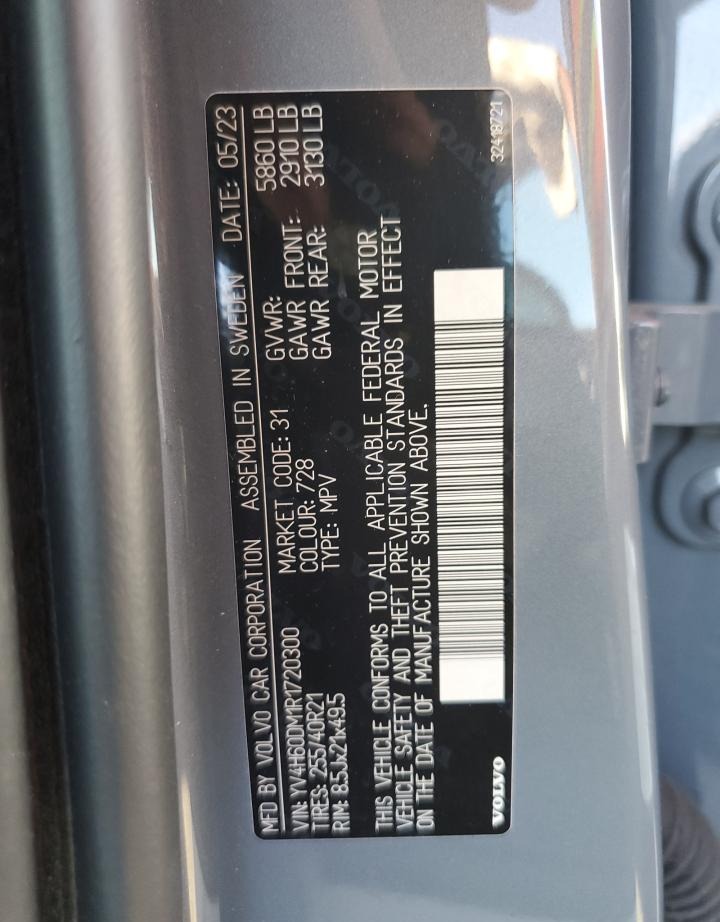 MFD BY VOLVO CAR CORPORATION ASSEMBLED IN SWEDEN DATE: 05/23
VIN: YV4H60DM1R1720300 MARKET CODE: 31 GVWR: 5860 LB
TIRES: 255/40R21 COLOUR: 728 GAWR FRONT: 2910 LB
RIM: 8.5Jx21x49.5 TYPE: MPV GAWR REAR: 3130 LB
THIS VEHICLE CONFORMS TO ALL APPLICABLE FEDERAL MOTOR
VEHICLE SAFETY AND THEFT PREVENTION STANDARDS IN EFFECT
ON THE DATE OF MANUFACTURE SHOWN ABOVE.
VOLVO 32418721